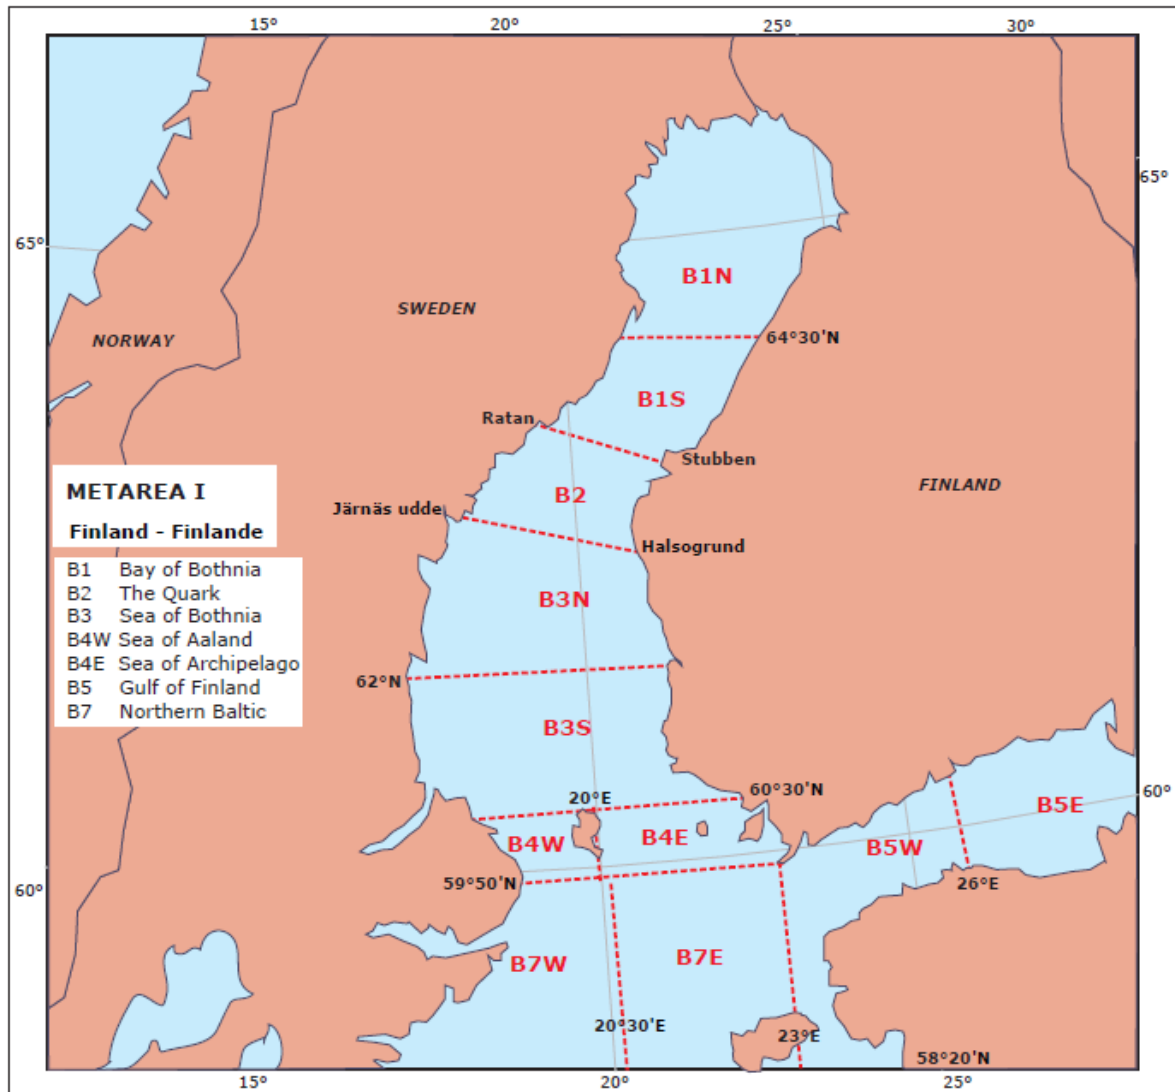 15°
20°
25°
30°
65°
65°
B1N
SWEDEN
NORWAY
64°30'N
B1S
Ratan
Stubben
METAREA I
Finland - Finlande
B2
FINLAND
Järnäs udde
Halsogrund
B1 Bay of Bothnia
B2 The Quark
B3 Sea of Bothnia
B4W Sea of Aaland
B4E Sea of Archipelago
B5 Gulf of Finland
B7 Northern Baltic
B3N
62°N
B3S
20°E
60°30'N
60°
B4W
B4E
B5W
B5E
60°
59°50'N
26°E
B7W
B7E
20°30'E
23°E
58°20'N
15°
20°
25°